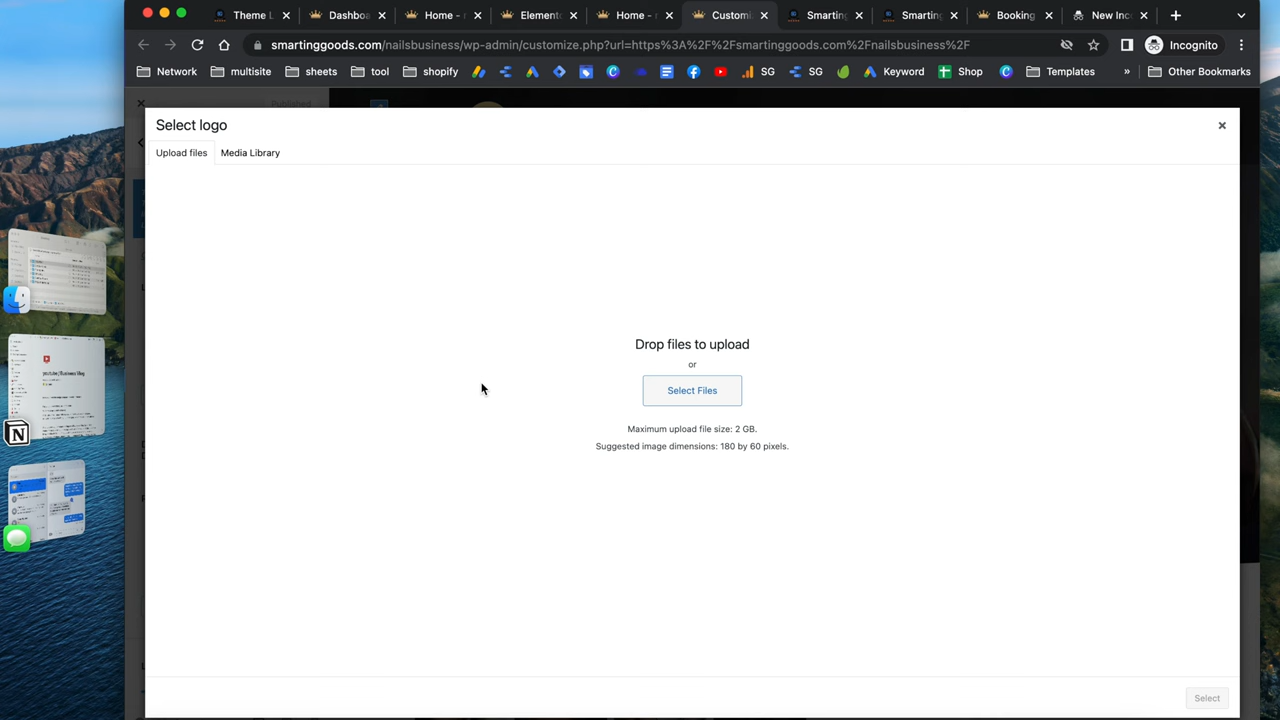 Theme L
Dashboa
Home -
Elemento
Home -
Customi
Smarting
Smarting
Booking
New Inc
smartinggoods.com/nailsbusiness/wp-admin/customize.php?url=https%3A%2F%2Fsmartinggoods.com%2Fnailsbusiness%2F
Incognito
Network
multisite
sheets
tool
shopify
SG
SG
Keyword
Shop
Templates
»
Other Bookmarks
Published
Select logo
Upload files
Media Library
Drop files to upload
or
Select Files
Maximum upload file size: 2 GB.
Suggested image dimensions: 180 by 60 pixels.
Select